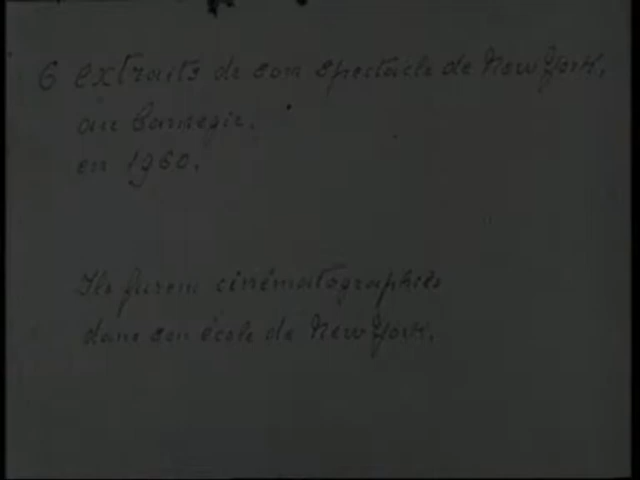 6 extraits de son spectacle de New York,
au Carnegie.
en 1960.
Ils furent cinématographiés
dans son école de New York.